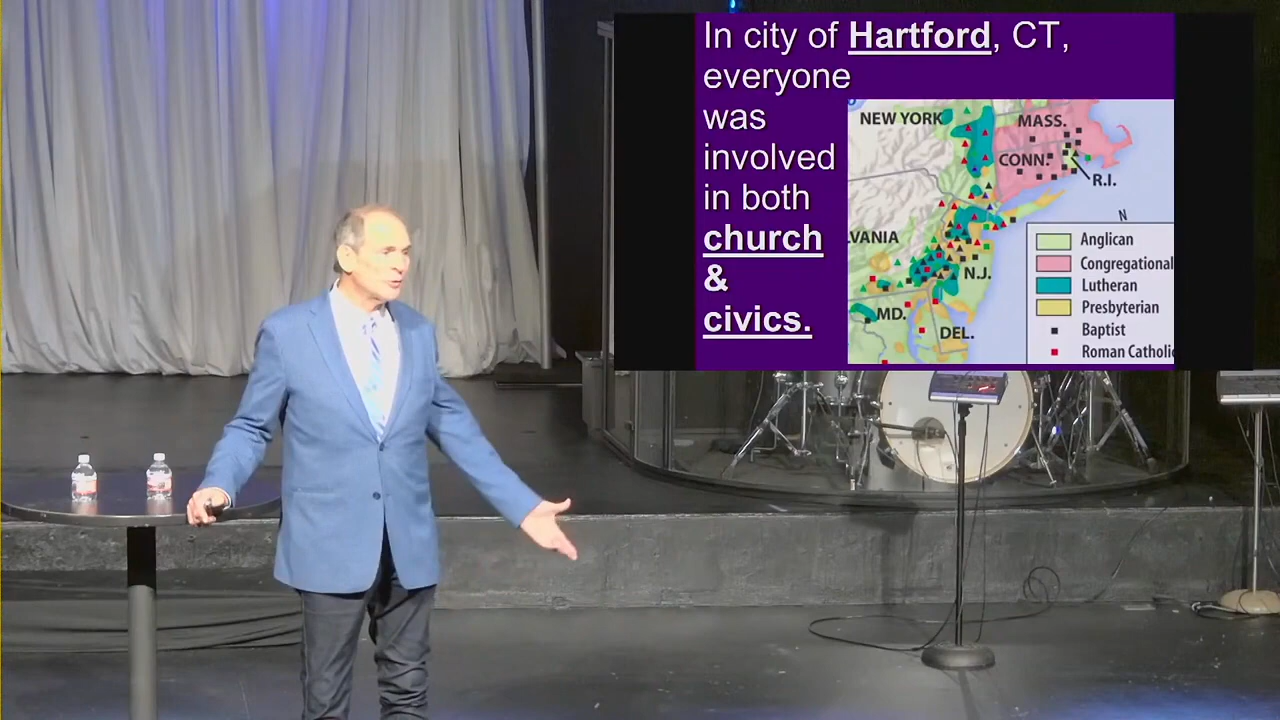 In city of Hartford, CT,
everyone
was
involved
in both
church
&
civics.
NEW YORK
MASS.
CONN.
R.I.
N
LVANIA
N.J.
MD.
DEL.
Anglican
Congregational
Lutheran
Presbyterian
Baptist
Roman Catholic